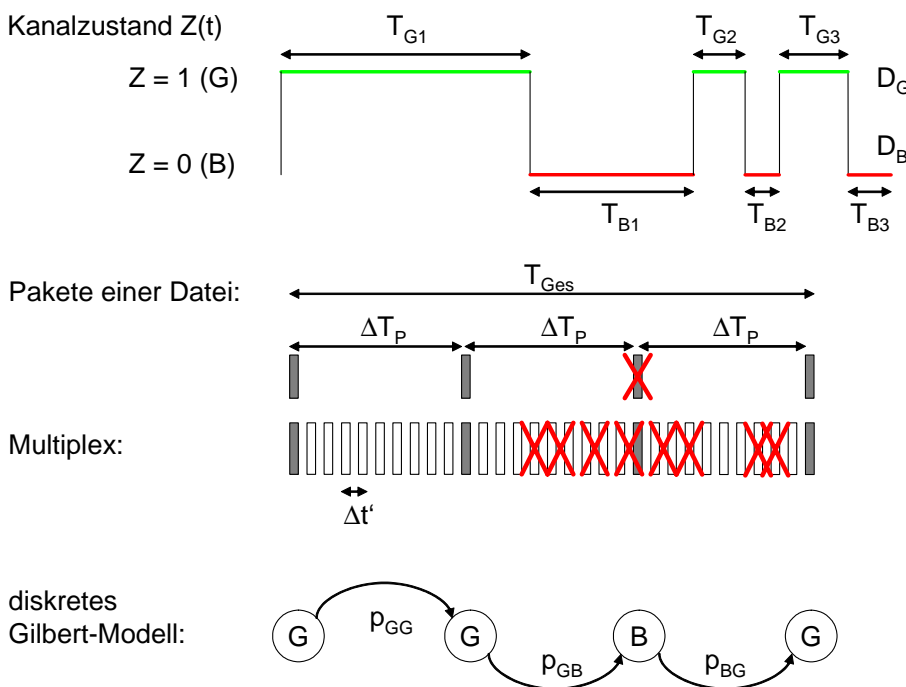 Kanalzustand Z(t)
T_G1
T_G2
T_G3
Z = 1 (G)
D_G
Z = 0 (B)
D_B
T_B1
T_B2
T_B3
Pakete einer Datei:
T_Ges
ΔT_P
ΔT_P
ΔT_P
Multiplex:
Δt‘
diskretes
Gilbert-Modell:
G
p_GG
G
p_GB
B
p_BG
G